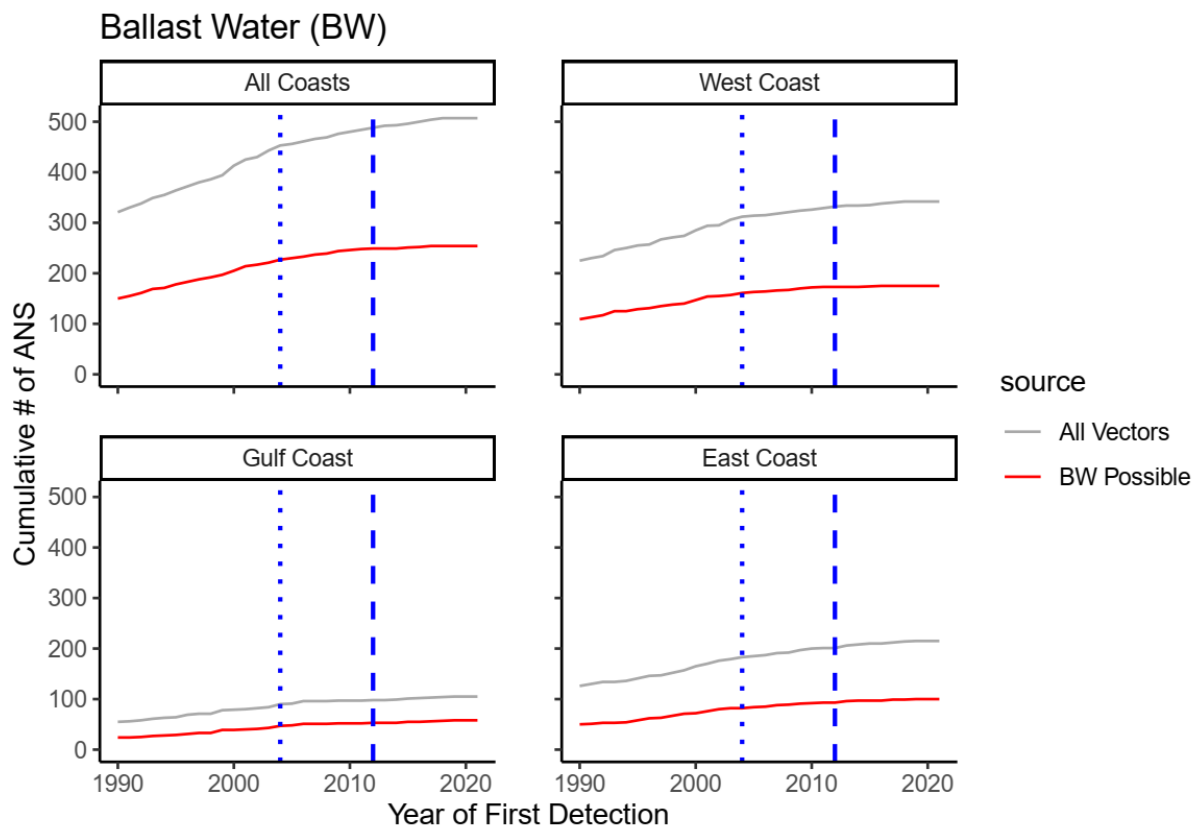 Ballast Water (BW)
All Coasts
West Coast
500
400
300
200
100
0
Gulf Coast
East Coast
500
400
300
200
100
0
1990
2000
2010
2020
1990
2000
2010
2020
Cumulative # of ANS
Year of First Detection
source
All Vectors
BW Possible